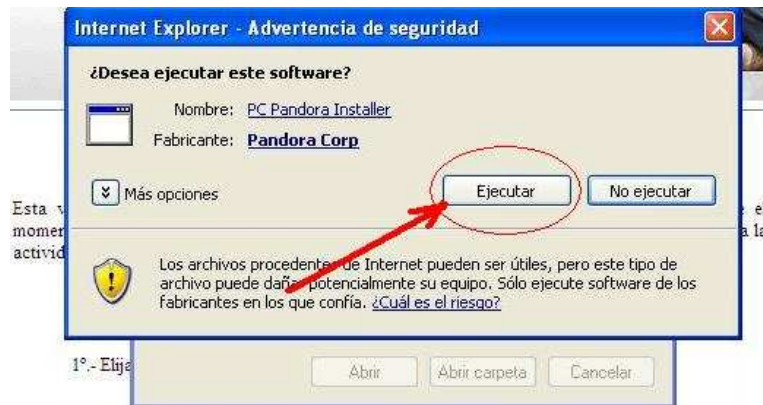 Internet Explorer - Advertencia de seguridad
¿Desea ejecutar este software?
Nombre: PC Pandora Installer
Fabricante: Pandora Corp
Más opciones
Ejecutar
No ejecutar
Esta
actividad
Los archivos procedentes de Internet pueden ser útiles, pero este tipo de
archivo puede dañar potencialmente su equipo. Sólo ejecute software de los
fabricantes en los que confía. ¿Cuál es el riesgo?
1º.- Elija
Abrir
Abrir carpeta
Cancelar